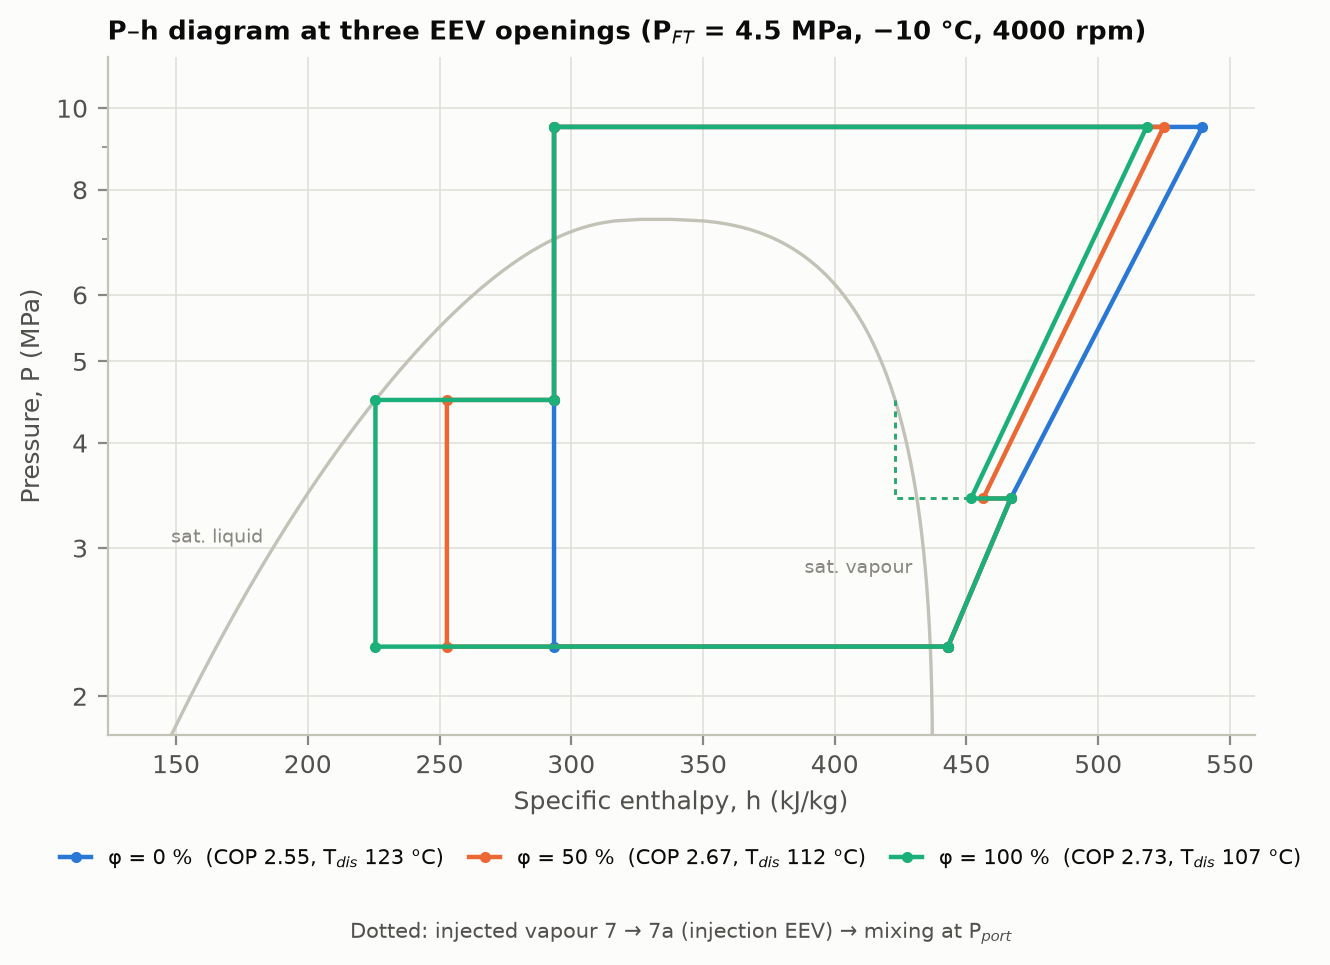 P–h diagram at three EEV openings (P_FT = 4.5 MPa, −10 °C, 4000 rpm)
Pressure, P (MPa)
10
8
6
5
4
3
2
sat. liquid
sat. vapour
150 200 250 300 350 400 450 500 550
Specific enthalpy, h (kJ/kg)
φ = 0 % (COP 2.55, T_dis 123 °C) φ = 50 % (COP 2.67, T_dis 112 °C) φ = 100 % (COP 2.73, T_dis 107 °C)
Dotted: injected vapour 7 → 7a (injection EEV) → mixing at P_port